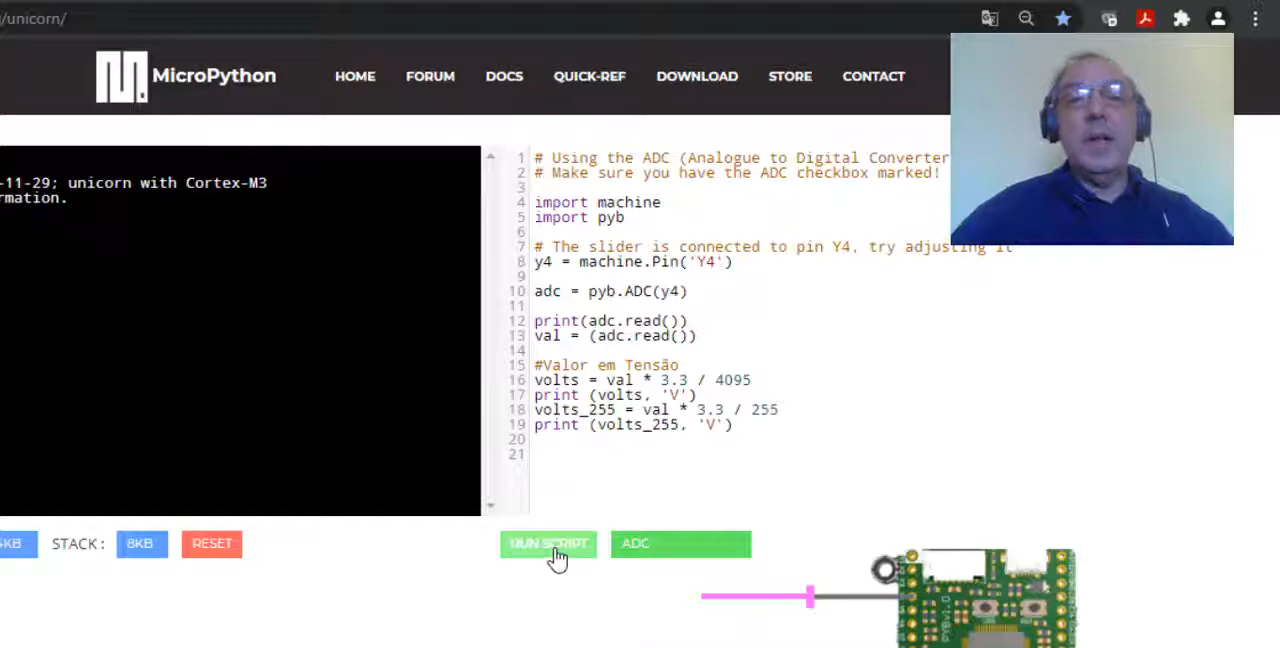 /unicorn/
MicroPython
HOME FORUM DOCS QUICK-REF DOWNLOAD STORE CONTACT
-11-29; unicorn with Cortex-M3
rmation.
1 # Using the ADC (Analogue to Digital Converter
2 # Make sure you have the ADC checkbox marked!
3
4 import machine
5 import pyb
6
7 # The slider is connected to pin Y4, try adjusting it
8 y4 = machine.Pin('Y4')
9
10 adc = pyb.ADC(y4)
11
12 print(adc.read())
13 val = (adc.read())
14
15 #Valor em Tensão
16 volts = val * 3.3 / 4095
17 print (volts, 'V')
18 volts_255 = val * 3.3 / 255
19 print (volts_255, 'V')
20
21
KB STACK: 8KB RESET RUN SCRIPT ADC
PYBv1.0